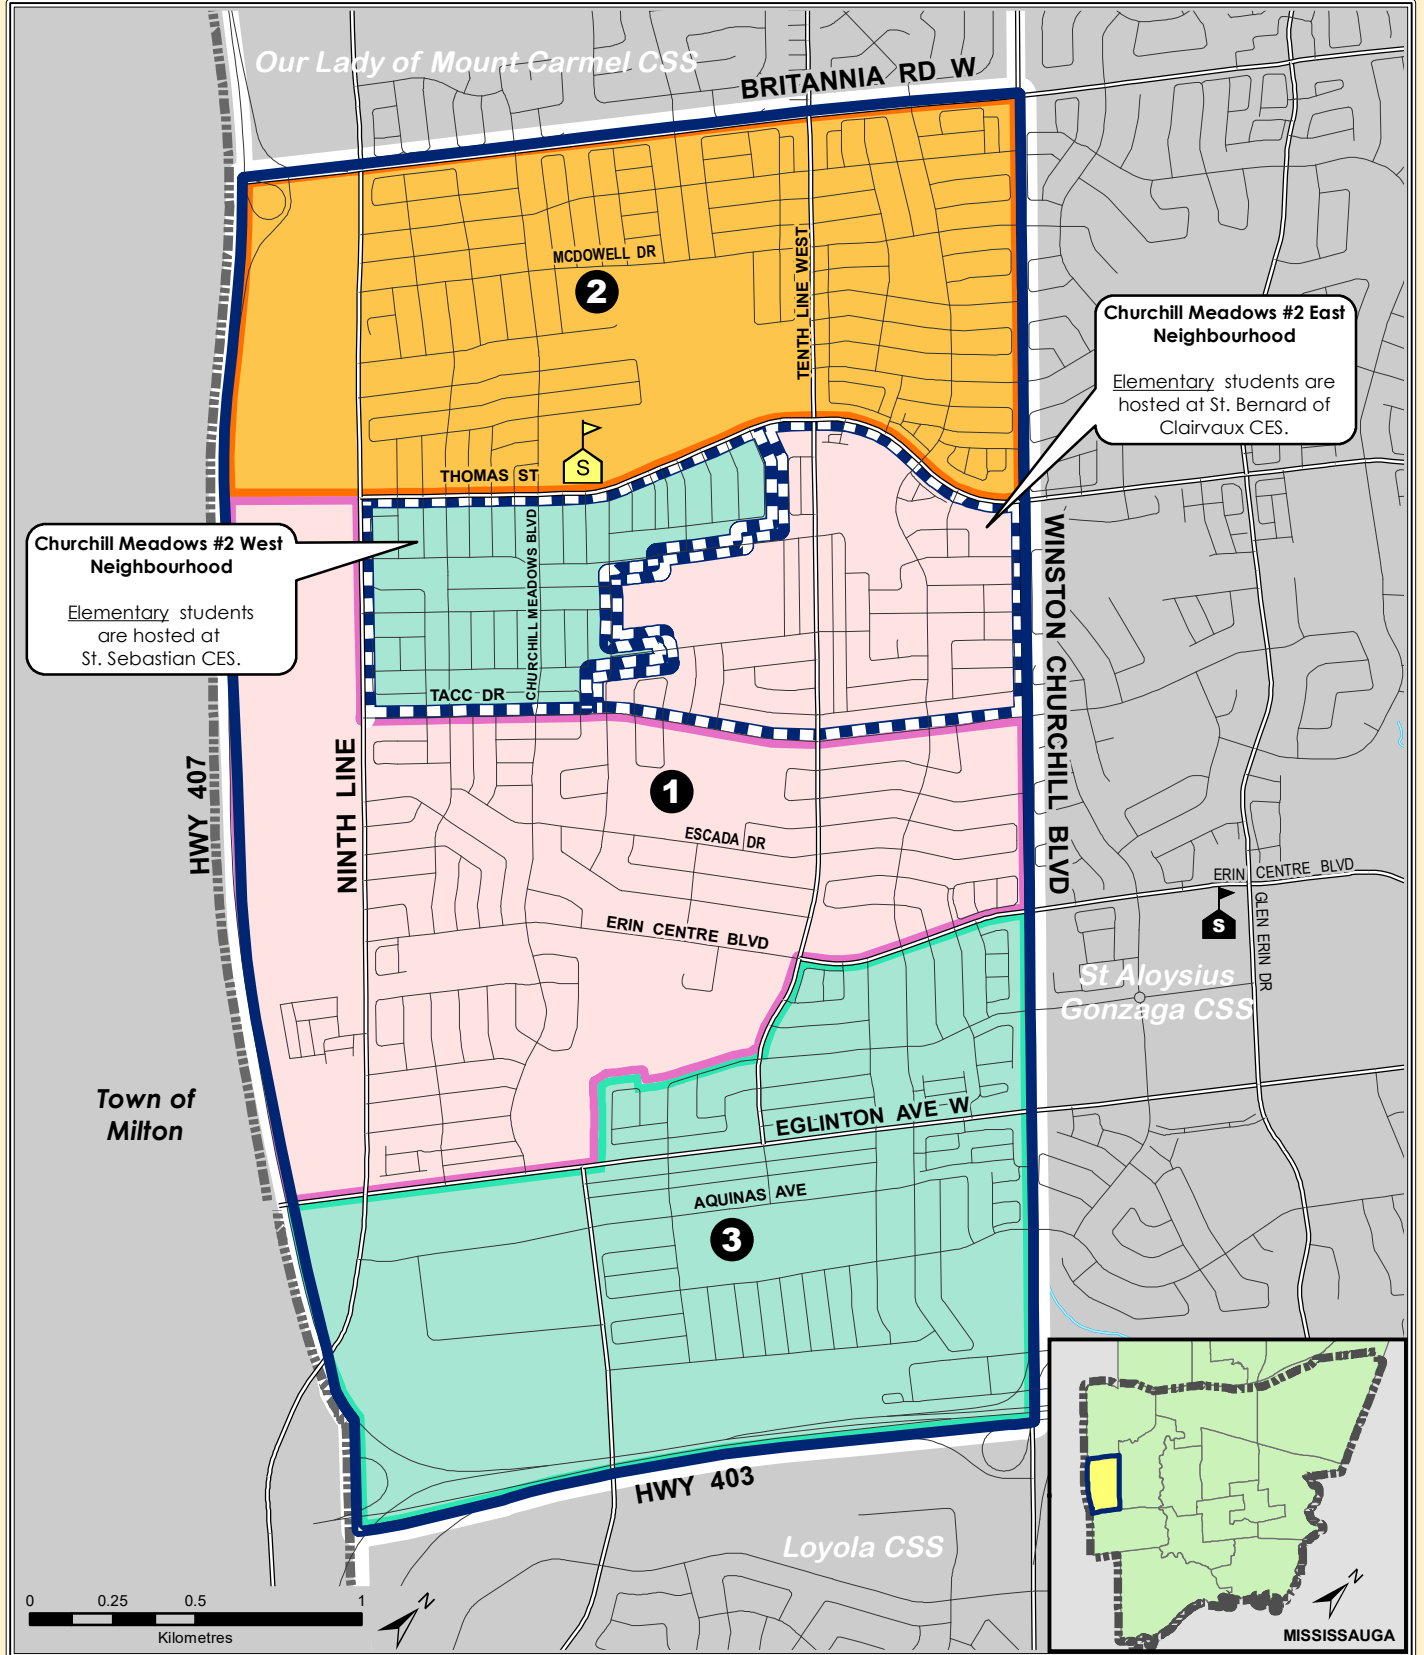 Our Lady of Mount Carmel CSS
BRITANNIA RD W
MCDOWELL DR
2
TENTH LINE WEST
Churchill Meadows #2 East
Neighbourhood
Elementary students are
hosted at St. Bernard of
Clairvaux CES.
THOMAS ST
S
Churchill Meadows #2 West
Neighbourhood
Elementary students
are hosted at
St. Sebastian CES.
CHURCHILL MEADOWS BLVD
TACC DR
WINSTON CHURCHILL BLVD
HWY 407
NINTH LINE
1
ESCADA DR
ERIN CENTRE BLVD
ERIN CENTRE BLVD
S
GLEN ERIN DR
St Aloysius
Gonzaga CSS
Town of
Milton
EGLINTON AVE W
AQUINAS AVE
3
HWY 403
Loyola CSS
0 0.25 0.5 1
Kilometres
N
N
MISSISSAUGA